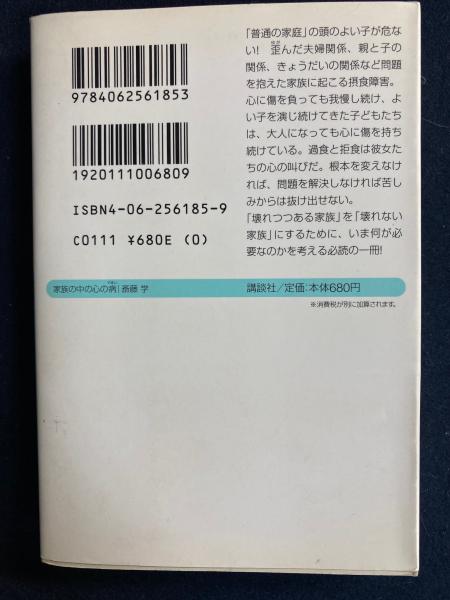 9784062561853
1920111006809
ISBN4-06-256185-9
C0111 ¥680E (0)
「普通の家庭」の頭のよい子が危な
い! 歪んだ夫婦関係、親と子の
関係、きょうだいの関係など問題
を抱えた家族に起こる摂食障害。
心に傷を負っても我慢し続け、よ
い子を演じ続けてきた子どもたち
は、大人になっても心に傷を持ち
続けている。過食と拒食は彼女た
ちの心の叫びだ。根本を変えなけ
れば、問題を解決しなければ苦し
みからは抜け出せない。
「壊れつつある家族」を「壊れない
家族」にするために、いま何が必
要なのかを考える必読の一冊!
家族の中の心の病|斎藤 学
講談社/定価:本体680円
※消費税が別に加算されます。